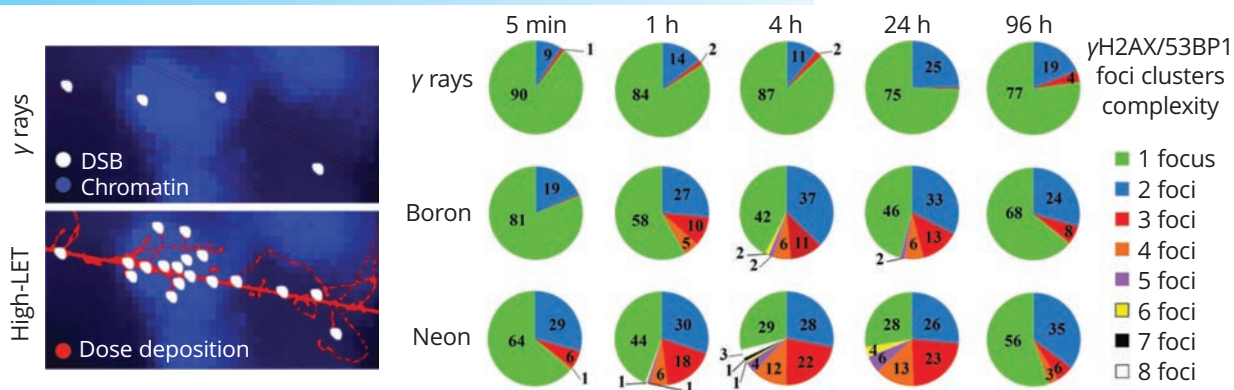 5 min 1 h 4 h 24 h 96 h
γ rays
DSB
Chromatin
High-LET
Dose deposition
γ rays
90 9 1
84 14 2
87 11 2
75 25
77 19 4
Boron
81 19
58 27 10 5
42 37 11 6 2 2
46 33 13 6 2
68 24 8
Neon
64 29 6 1
44 30 18 6 1 1
29 28 22 12 4 1 1 3
28 26 23 13 6 4
56 35 6 3
γH2AX/53BP1
foci clusters
complexity
1 focus
2 foci
3 foci
4 foci
5 foci
6 foci
7 foci
8 foci